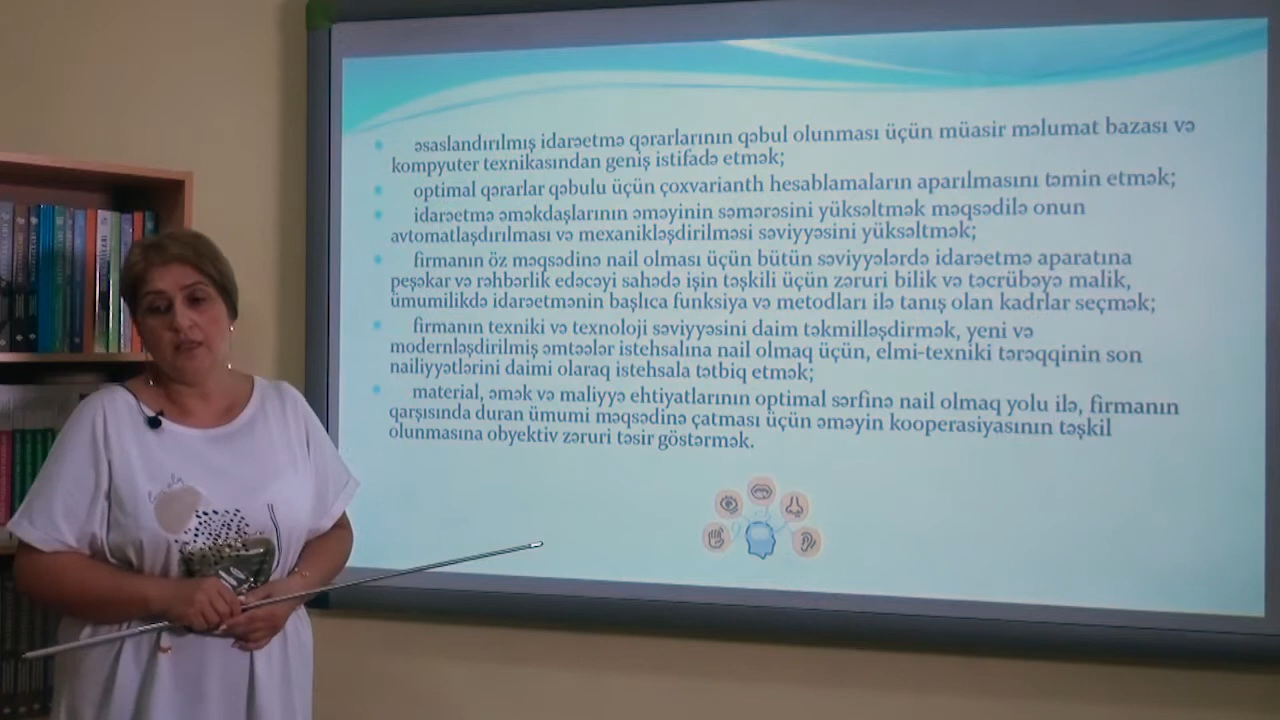 əsaslandırılmış idarəetmə qərarlarının qəbul olunması üçün müasir məlumat bazası və
kompyuter texnikasından geniş istifadə etmək;
optimal qərarlar qəbulu üçün çoxvarianth hesablamaların aparılmasını təmin etmək;
idarəetmə əməkdaşlarının əməyinin səmərəsini yüksəltmək məqsədilə onun
avtomatlaşdırılması və mexanikləşdirilməsi səviyyəsini yüksəltmək;
firmanın öz məqsədinə nail olması üçün bütün səviyyələrdə idarəetmə aparatına
peşəkar və rəhbərlik edəcəyi sahədə işin təşkili üçün zəruri bilik və təcrübəyə malik,
ümumilikdə idarəetmənin başlıca funksiya və metodları ilə tanış olan kadrlar seçmək;
firmanın texniki və texnoloji səviyyəsini daim təkmilləşdirmək, yeni və
modernləşdirilmiş əmtəələr istehsalına nail olmaq üçün, elmi-texniki tərəqqinin son
nailiyyətlərini daimi olaraq istehsala tətbiq etmək;
material, əmək və maliyyə ehtiyatlarının optimal sərfinə nail olmaq yolu ilə, firmanın
qarşısında duran ümumi məqsədinə çatması üçün əməyin kooperasiyasının təşkil
olunmasına obyektiv zəruri təsir göstərmək.
lovely